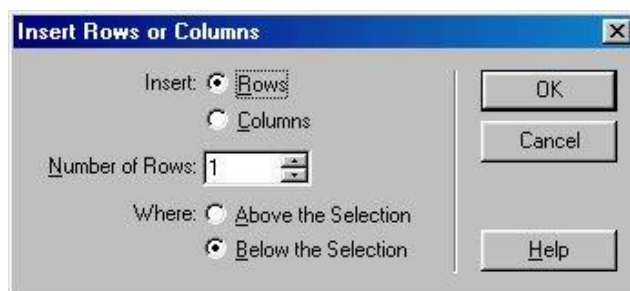 Insert Rows or Columns
Insert: Rows
Columns
Number of Rows: 1
Where: Above the Selection
Below the Selection
OK
Cancel
Help